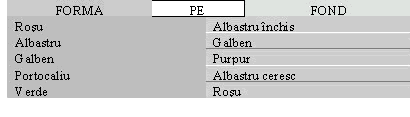 FORMA PE FOND
Roşu Albastru închis
Albastru Galben
Galben Purpur
Portocaliu Albastru ceresc
Verde Roşu